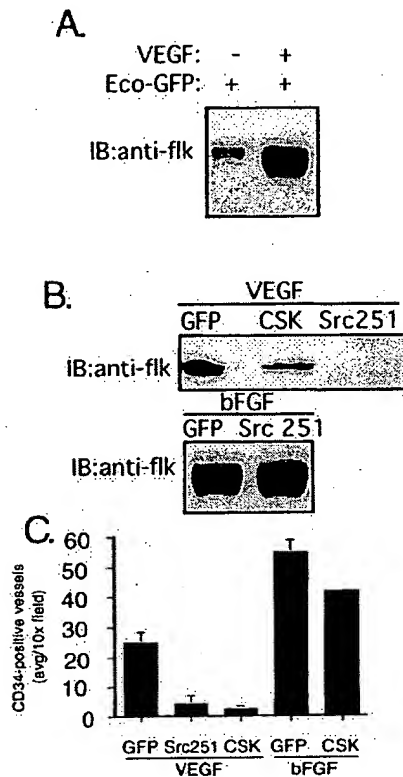 A.
VEGF: - +
Eco-GFP: + +
IB:anti-flk
B.
VEGF
GFP CSK Src251
IB:anti-flk
bFGF
GFP Src 251
IB:anti-flk
C.
CD34-positive vessels
(avg/10x field)
60
50
40
30
20
10
0
GFP Src251 CSK GFP CSK
VEGF bFGF